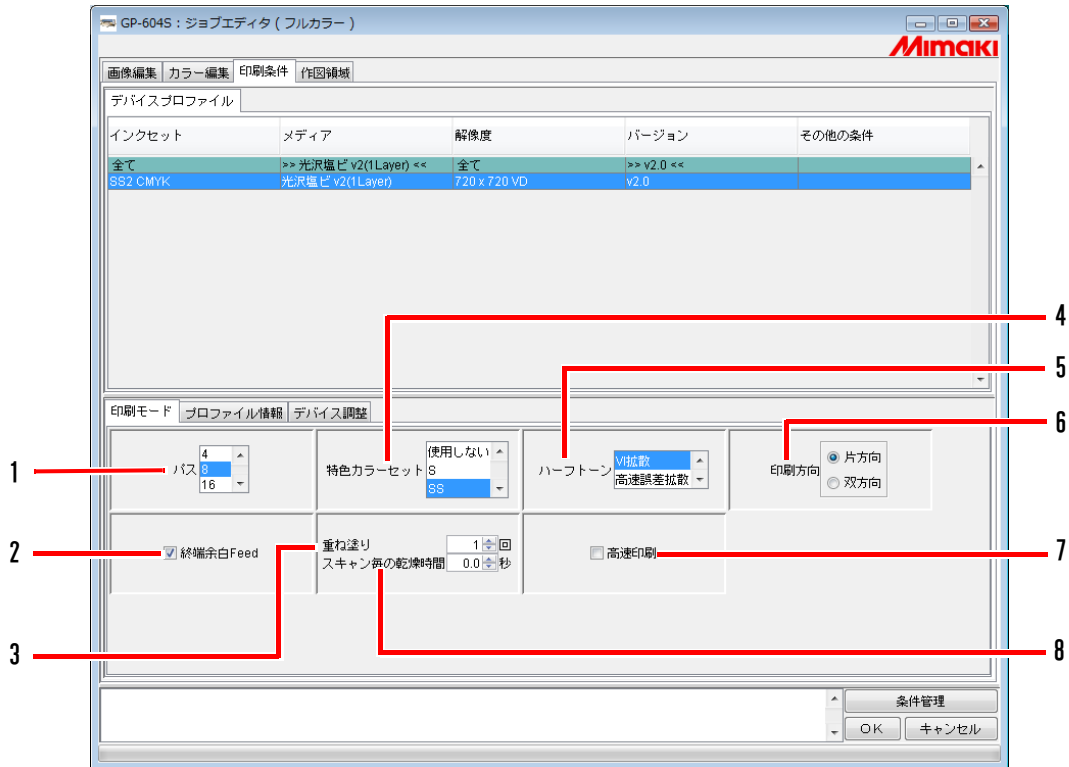 GP-604S：ジョブエディタ ( フルカラー )
Mimaki
画像編集 カラー編集 印刷条件 作図領域
デバイスプロファイル
インクセット メディア 解像度 バージョン その他の条件
全て >> 光沢塩ビ v2(1Layer) << 全て >> v2.0 <<
SS2 CMYK 光沢塩ビ v2(1Layer) 720 x 720 VD v2.0
4
5
印刷モード プロファイル情報 デバイス調整
6
1
パス
4
8
16
特色カラーセット
使用しない
S
SS
ハーフトーン
VI拡散
高速誤差拡散
印刷方向
片方向
双方向
2
終端余白Feed
重ね塗り 1 回
スキャン毎の乾燥時間 0.0 秒
高速印刷
7
3
8
条件管理
OK キャンセル